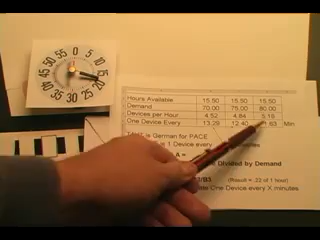 0 5 10 15 20 25 30 35 40 45 50 55
Hours Available 15.50 15.50 15.50
Demand 70.00 75.00 80.00
Devices per Hour 4.52 4.84 5.16
One Device Every 13.29 12.40 11.63 Min
is German for PACE
is 1 Device every minutes
A =
Divided by Demand
(Result = .22 of 1 hour)
One Device every X minutes